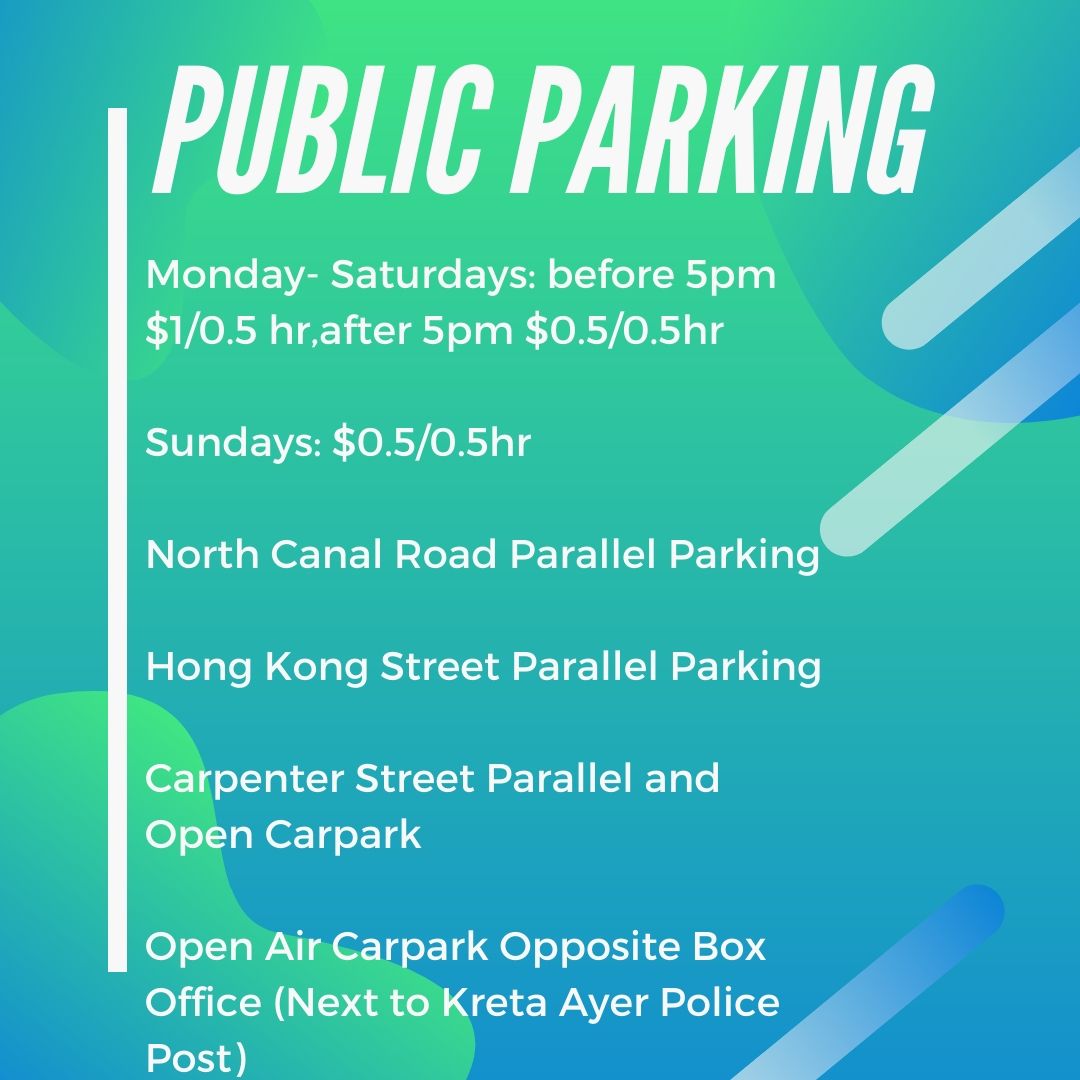 PUBLIC PARKING
Monday- Saturdays: before 5pm
$1/0.5 hr,after 5pm $0.5/0.5hr
Sundays: $0.5/0.5hr
North Canal Road Parallel Parking
Hong Kong Street Parallel Parking
Carpenter Street Parallel and
Open Carpark
Open Air Carpark Opposite Box
Office (Next to Kreta Ayer Police
Post)